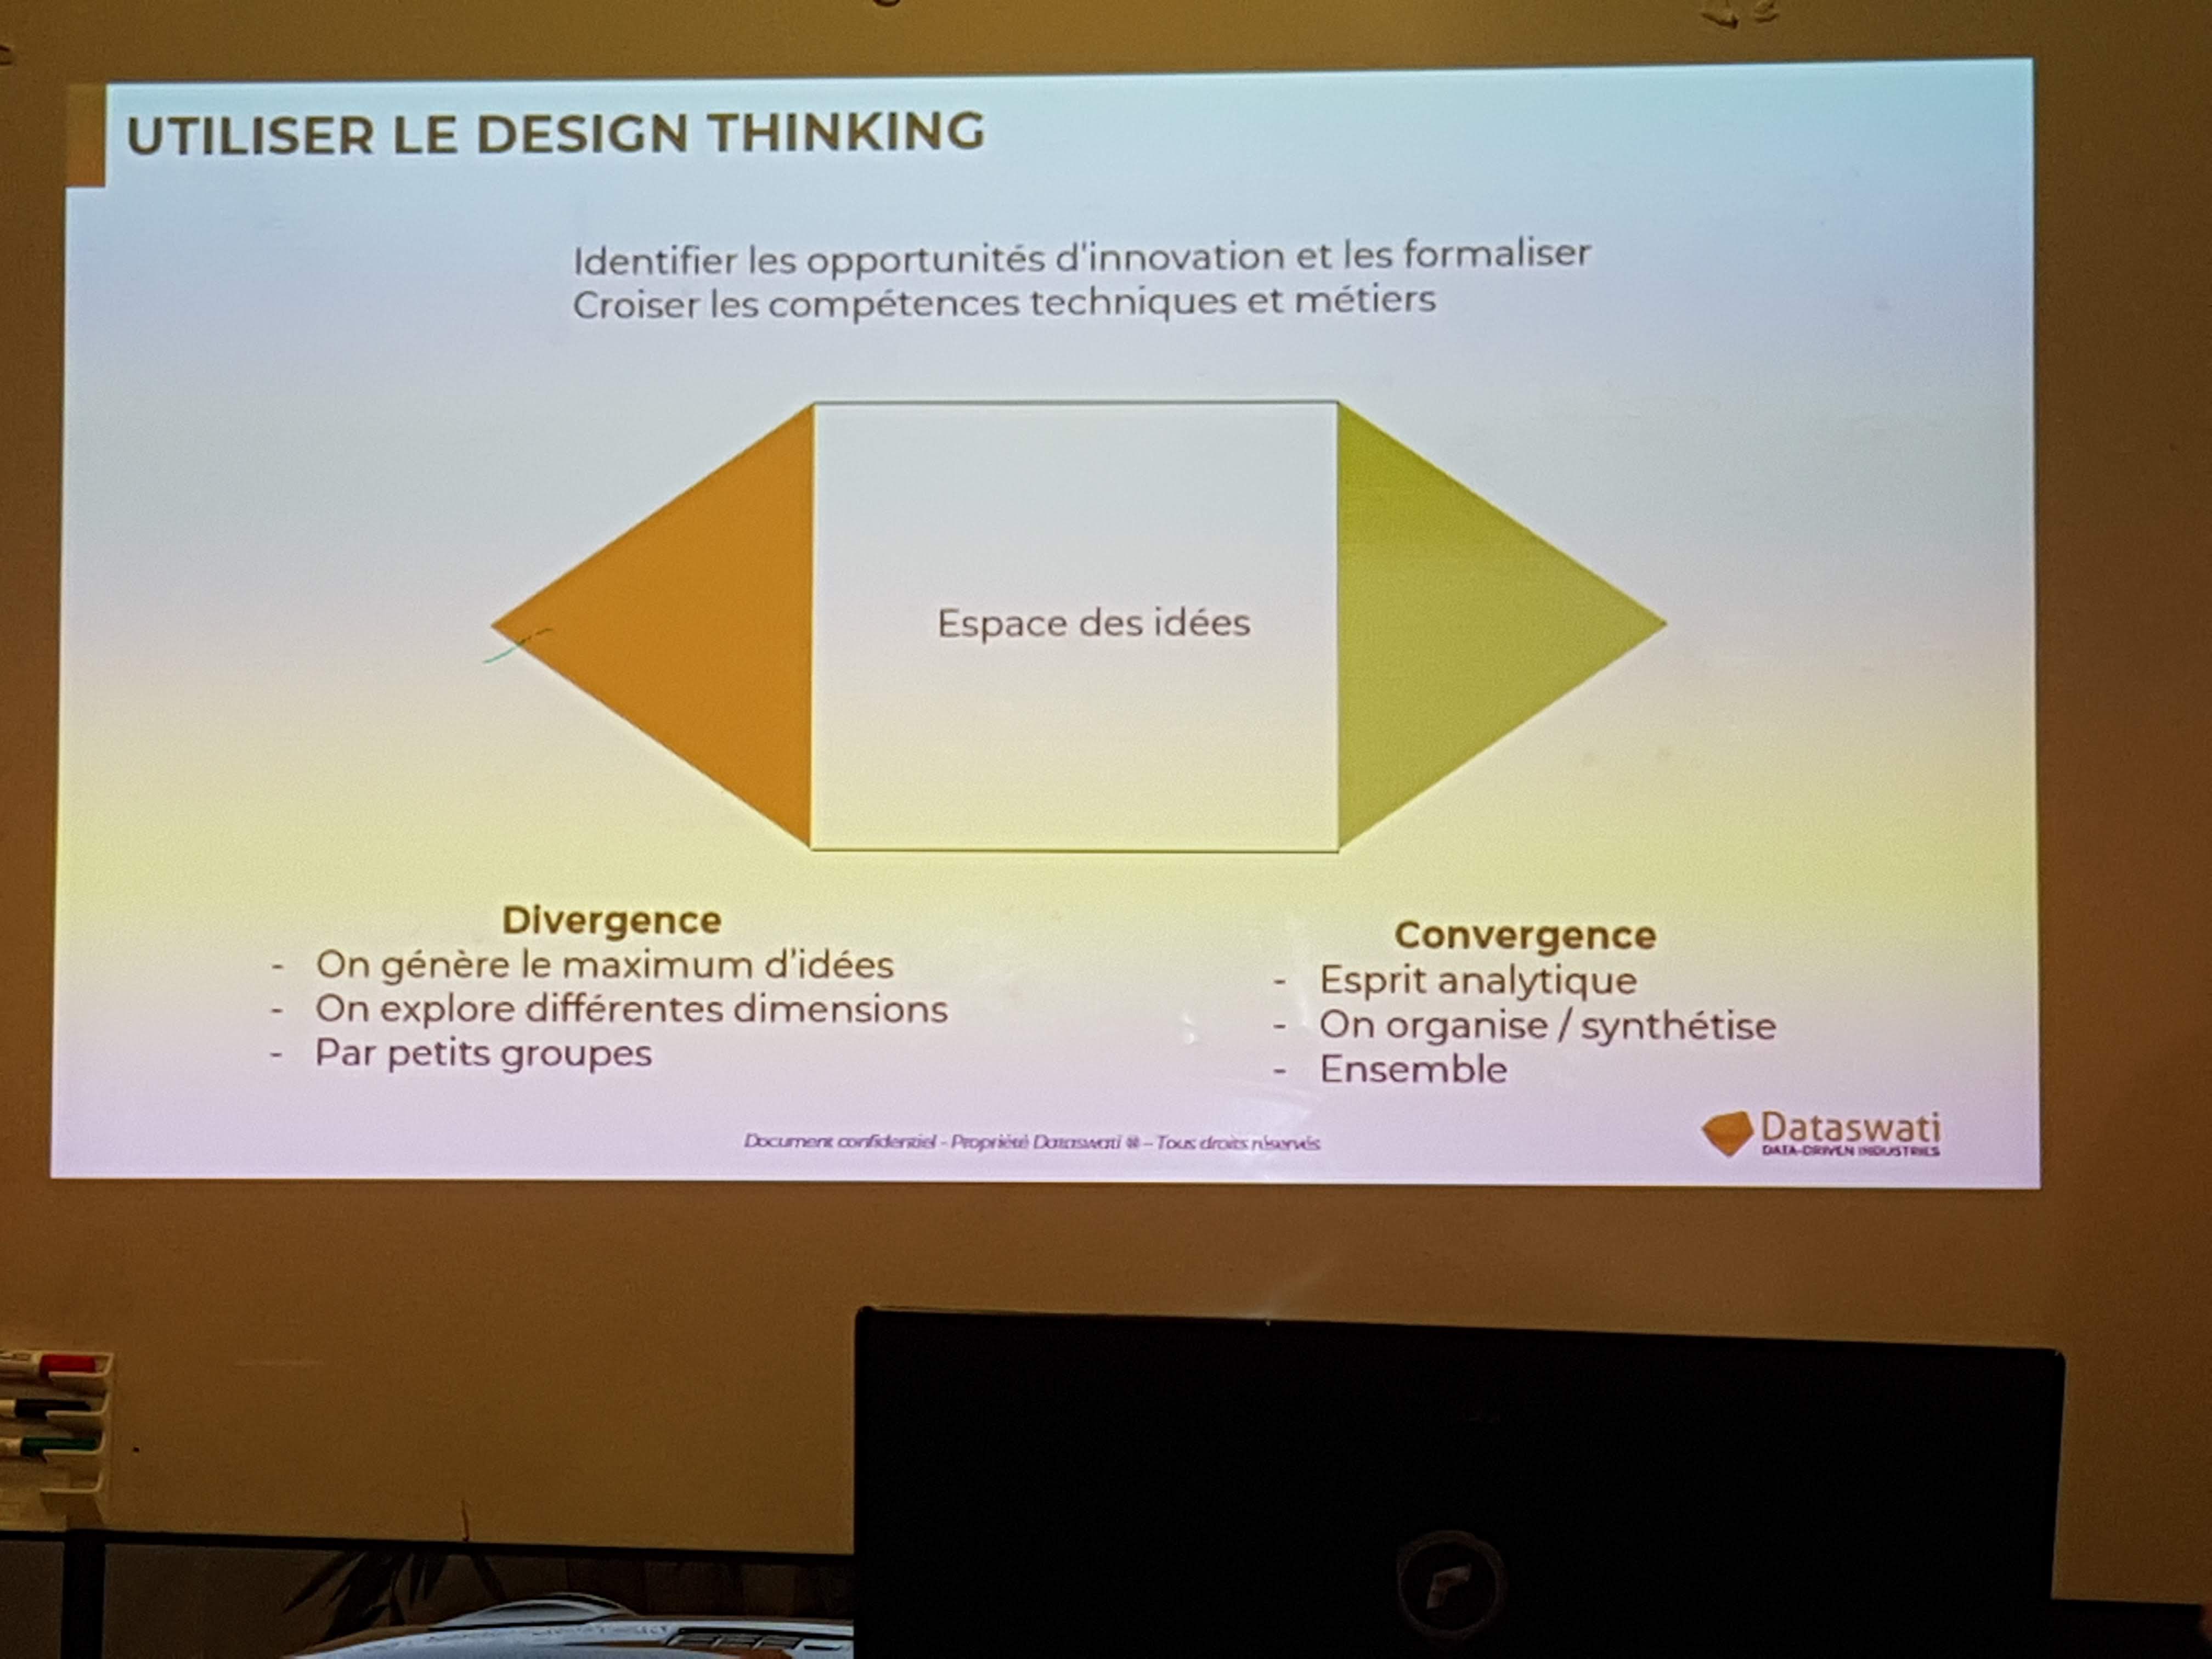 UTILISER LE DESIGN THINKING
Identifier les opportunités d'innovation et les formaliser
Croiser les compétences techniques et métiers
Espace des idées
Divergence
- On génère le maximum d'idées
- On explore différentes dimensions
- Par petits groupes
Convergence
- Esprit analytique
- On organise / synthétise
- Ensemble
Document confidentiel - Propriété Dataswati ® – Tous droits réservés
Dataswati
DATA-DRIVEN INDUSTRIES